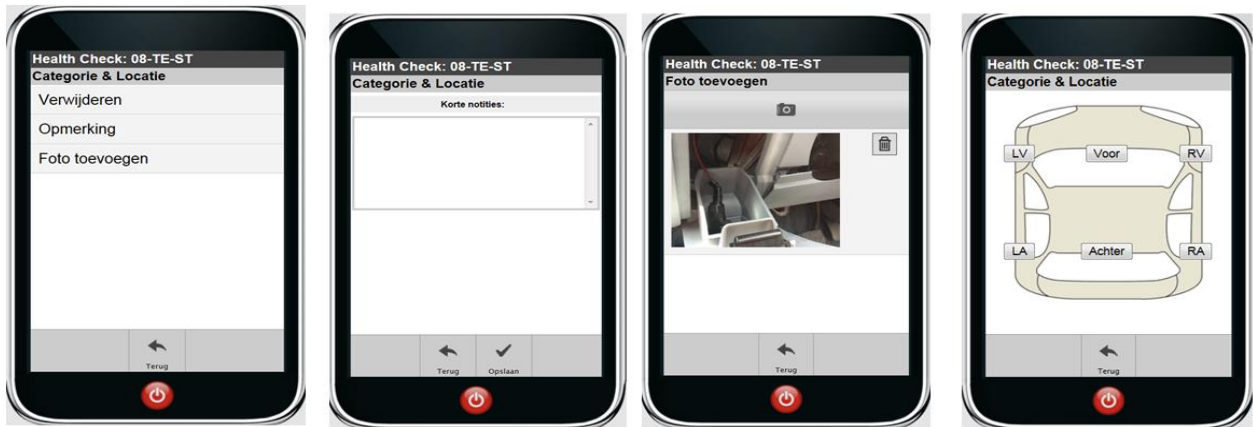 Health Check: 08-TE-ST
Categorie & Locatie
Verwijderen
Opmerking
Foto toevoegen
Terug
Health Check: 08-TE-ST
Categorie & Locatie
Korte notities:
Terug Opslaan
Health Check: 08-TE-ST
Foto toevoegen
Terug
Health Check: 08-TE-ST
Categorie & Locatie
LV Voor RV
LA Achter RA
Terug